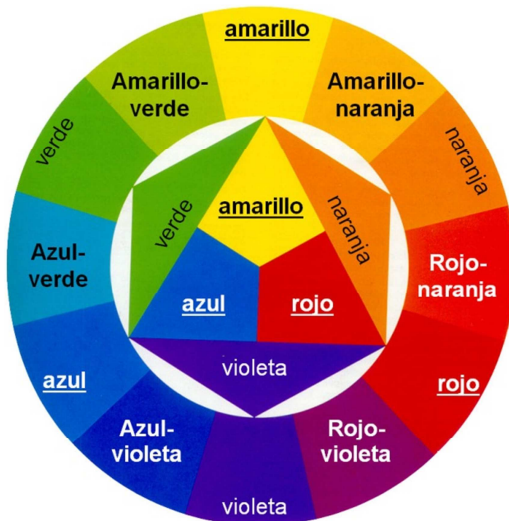 amarillo
Amarillo-
verde
Amarillo-
naranja
verde
naranja
amarillo
verde
naranja
Azul-
verde
Rojo-
naranja
azul
rojo
azul
violeta
rojo
Azul-
violeta
Rojo-
violeta
violeta